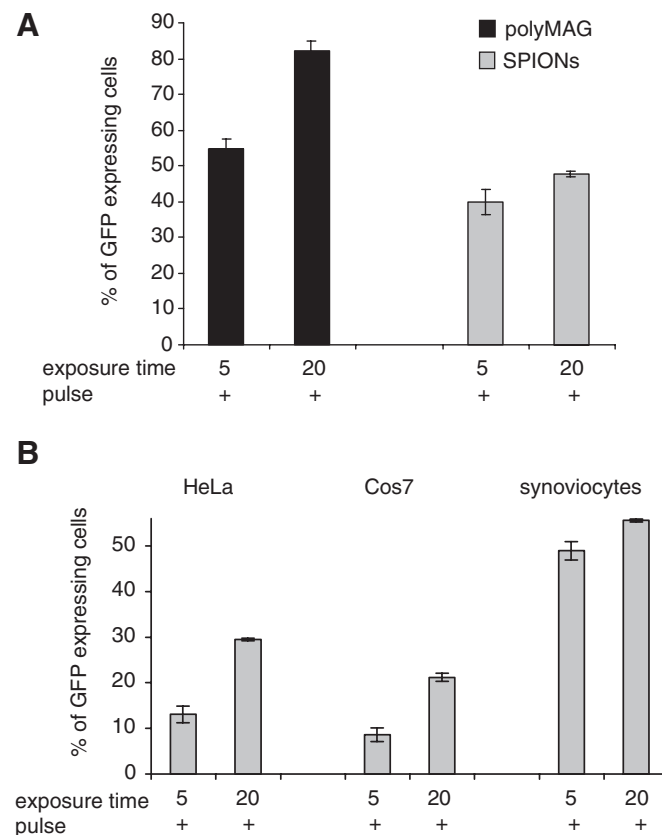 A
% of GFP expressing cells
90
80
70
60
50
40
30
20
10
0
polyMAG
SPIONs
exposure time 5 20 5 20
pulse + + + +
B
HeLa Cos7 synoviocytes
% of GFP expressing cells
50
40
30
20
10
0
exposure time 5 20 5 20 5 20
pulse + + + + + +